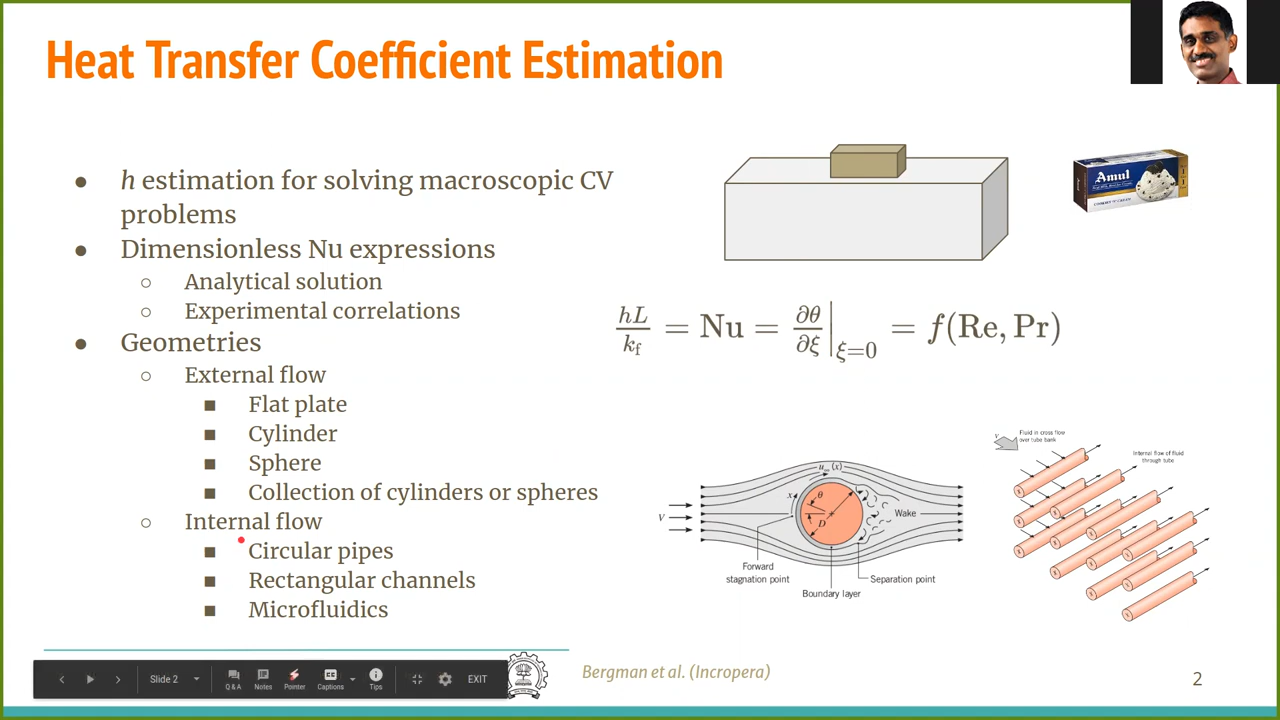 Heat Transfer Coefficient Estimation
● h estimation for solving macroscopic CV
problems
● Dimensionless Nu expressions
○ Analytical solution
○ Experimental correlations
● Geometries
○ External flow
■ Flat plate
■ Cylinder
■ Sphere
■ Collection of cylinders or spheres
○ Internal flow
■ Circular pipes
■ Rectangular channels
■ Microfluidics
Amul
hL/k_f = Nu = ∂θ/∂ξ|_ξ=0 = f(Re, Pr)
u∞(x)
x
θ
D
V
Wake
Forward
stagnation point
Separation point
Boundary layer
V
Fluid in cross flow
over tube bank
Internal flow of fluid
through tube
Bergman et al. (Incropera)
2
Slide 2
Q & A
Notes
Pointer
Captions
Tips
EXIT